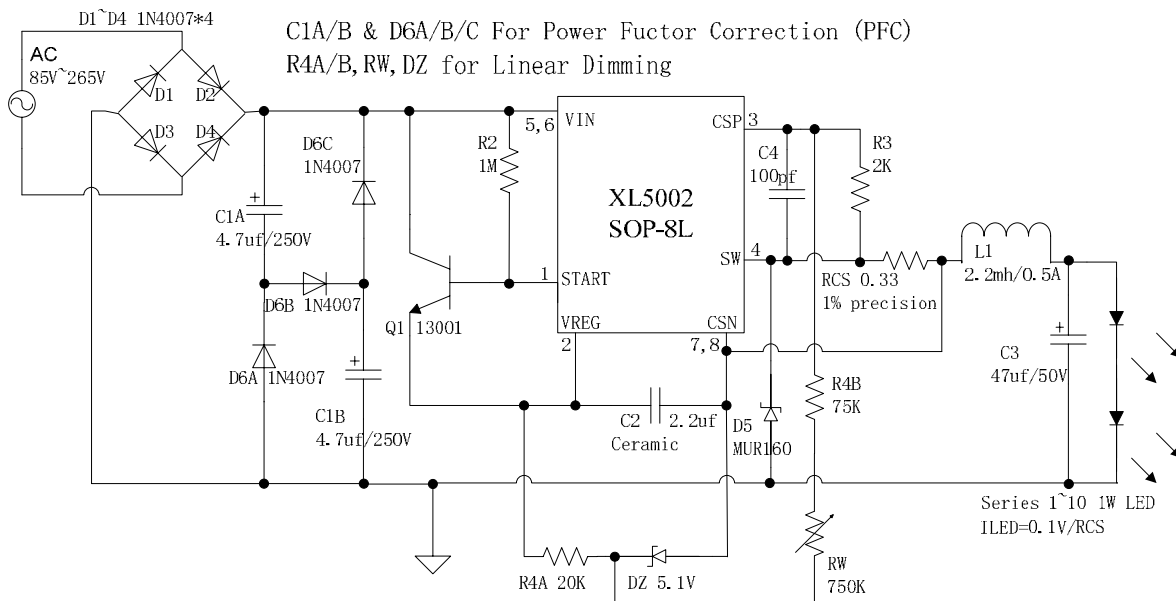 D1~D4 1N4007*4
C1A/B & D6A/B/C For Power Fuctor Correction (PFC)
R4A/B, RW, DZ for Linear Dimming
AC
85V~265V
D1
D2
D3
D4
5,6
VIN
CSP
3
R2
1M
D6C
1N4007
C4
100pf
R3
2K
XL5002
SOP-8L
C1A
4.7uf/250V
SW
4
L1
2.2mh/0.5A
1
START
RCS 0.33
1% precision
D6B 1N4007
Q1 13001
VREG
2
CSN
7,8
D6A 1N4007
C3
47uf/50V
R4B
75K
C1B
4.7uf/250V
C2
2.2uf
Ceramic
D5
MUR160
Series 1~10 1W LED
ILED=0.1V/RCS
R4A 20K
DZ 5.1V
RW
750K